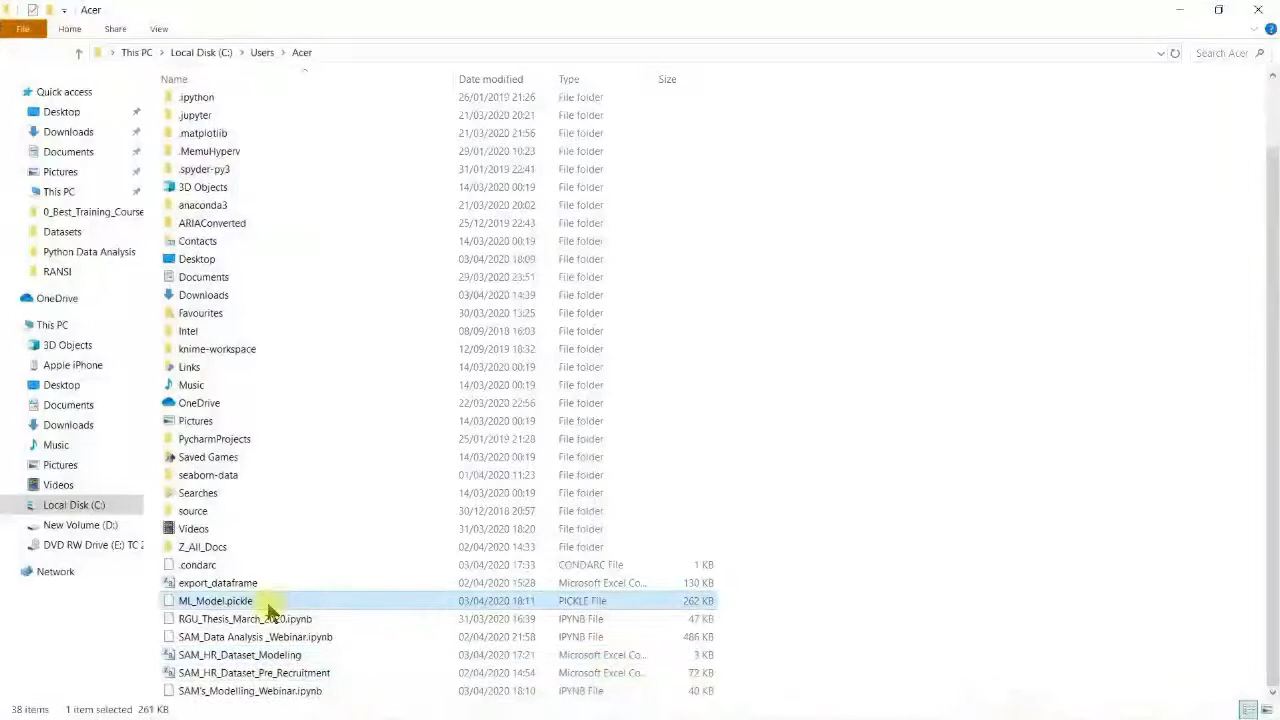 Acer
File Home Share View
This PC Local Disk (C:) Users Acer Search Acer
Name Date modified Type Size
Quick access
Desktop
Downloads
Documents
Pictures
This PC
0_Best_Training_Course
Datasets
Python Data Analysis
RANSI
OneDrive
This PC
3D Objects
Apple iPhone
Desktop
Documents
Downloads
Music
Pictures
Videos
Local Disk (C:)
New Volume (D:)
DVD RW Drive (E:) TC 2
Network
.ipython 26/01/2019 21:26 File folder
.jupyter 21/03/2020 20:21 File folder
.matplotlib 21/03/2020 21:56 File folder
.MemuHyperv 29/01/2020 10:23 File folder
.spyder-py3 31/01/2019 22:41 File folder
3D Objects 14/03/2020 00:19 File folder
anaconda3 21/03/2020 20:02 File folder
ARIAConverted 25/12/2019 22:43 File folder
Contacts 14/03/2020 00:19 File folder
Desktop 03/04/2020 18:09 File folder
Documents 29/03/2020 23:51 File folder
Downloads 03/04/2020 14:39 File folder
Favourites 30/03/2020 13:25 File folder
Intel 08/09/2018 16:03 File folder
knime-workspace 12/09/2019 18:32 File folder
Links 14/03/2020 00:19 File folder
Music 14/03/2020 00:19 File folder
OneDrive 22/03/2020 22:56 File folder
Pictures 14/03/2020 00:19 File folder
PycharmProjects 25/01/2019 21:28 File folder
Saved Games 14/03/2020 00:19 File folder
seaborn-data 01/04/2020 11:23 File folder
Searches 14/03/2020 00:19 File folder
source 30/12/2018 20:57 File folder
Videos 31/03/2020 18:20 File folder
Z_All_Docs 02/04/2020 14:33 File folder
.condarc 17:33 CONDARC File 1 KB
export_dataframe 02/04/2020 15:28 Microsoft Excel Co... 130 KB
ML_Model.pickle 03/04/2020 18:11 PICKLE File 262 KB
RGU_Thesis_March_2020.ipynb 31/03/2020 16:39 IPYNB File 47 KB
SAM_Data Analysis _Webinar.ipynb 02/04/2020 21:58 IPYNB File 486 KB
SAM_HR_Dataset_Modeling 03/04/2020 17:21 Microsoft Excel Co... 3 KB
SAM_HR_Dataset_Pre_Recruitment 02/04/2020 14:54 Microsoft Excel Co... 72 KB
SAM's_Modelling_Webinar.ipynb 03/04/2020 18:10 IPYNB File 40 KB
38 items 1 item selected 261 KB